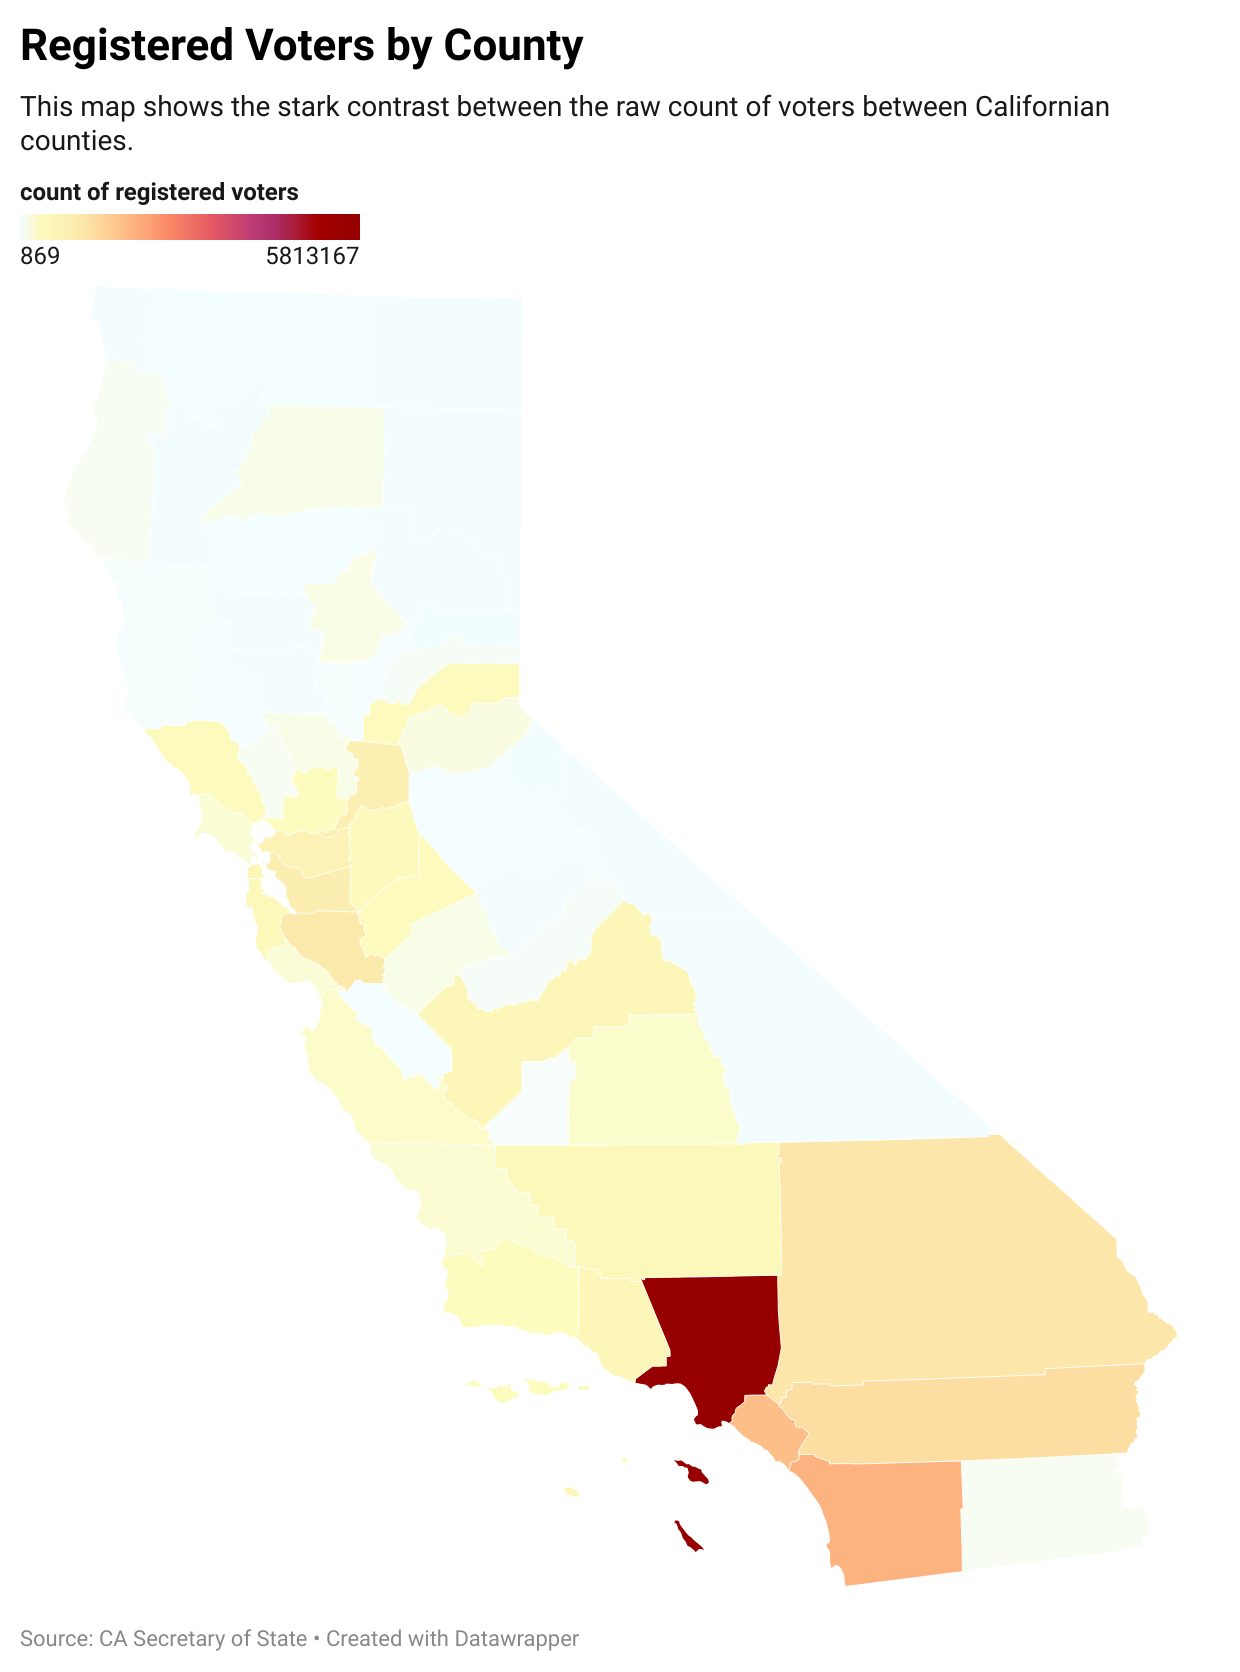 Registered Voters by County
This map shows the stark contrast between the raw count of voters between Californian
counties.
count of registered voters
869 5813167
Source: CA Secretary of State • Created with Datawrapper